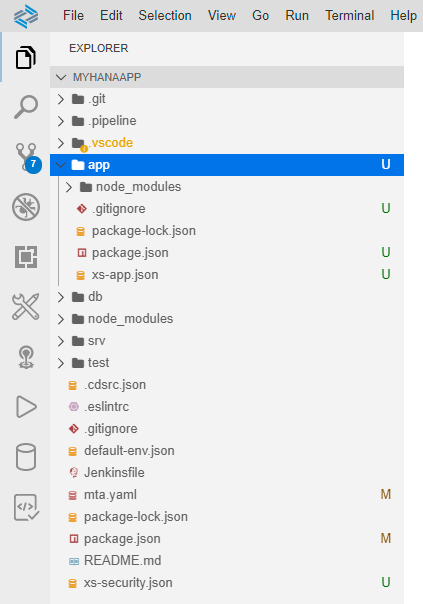 File Edit Selection View Go Run Terminal Help
EXPLORER
MYHANAAPP
.git
.pipeline
.vscode
app U
node_modules
.gitignore U
package-lock.json
package.json U
xs-app.json U
db
node_modules
srv
test
.cdsrc.json
.eslintrc
.gitignore
default-env.json
Jenkinsfile
mta.yaml M
package-lock.json
package.json M
README.md
xs-security.json U
7